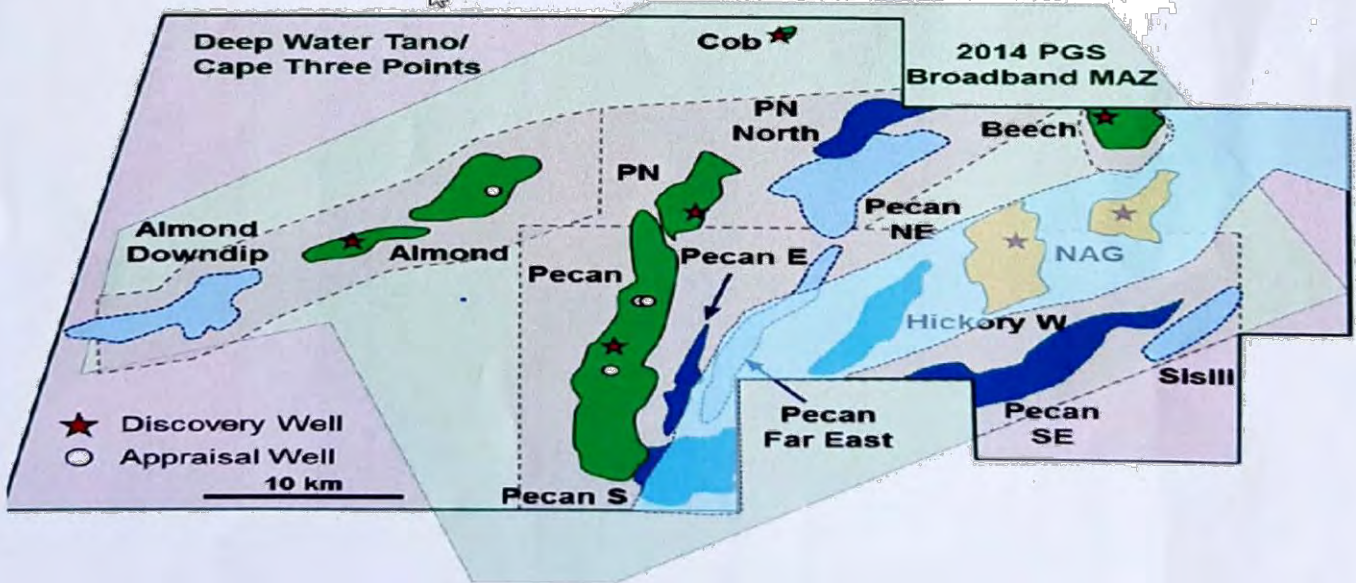 Deep Water Tano/
Cape Three Points
Cob
2014 PGS
Broadband MAZ
PN
North
Beech
PN
Almond
Downdip
Almond
Pecan
NE
Pecan
Pecan E
NAG
Hickory W
SisIII
Pecan
Far East
Pecan
SE
Discovery Well
Appraisal Well
10 km
Pecan S